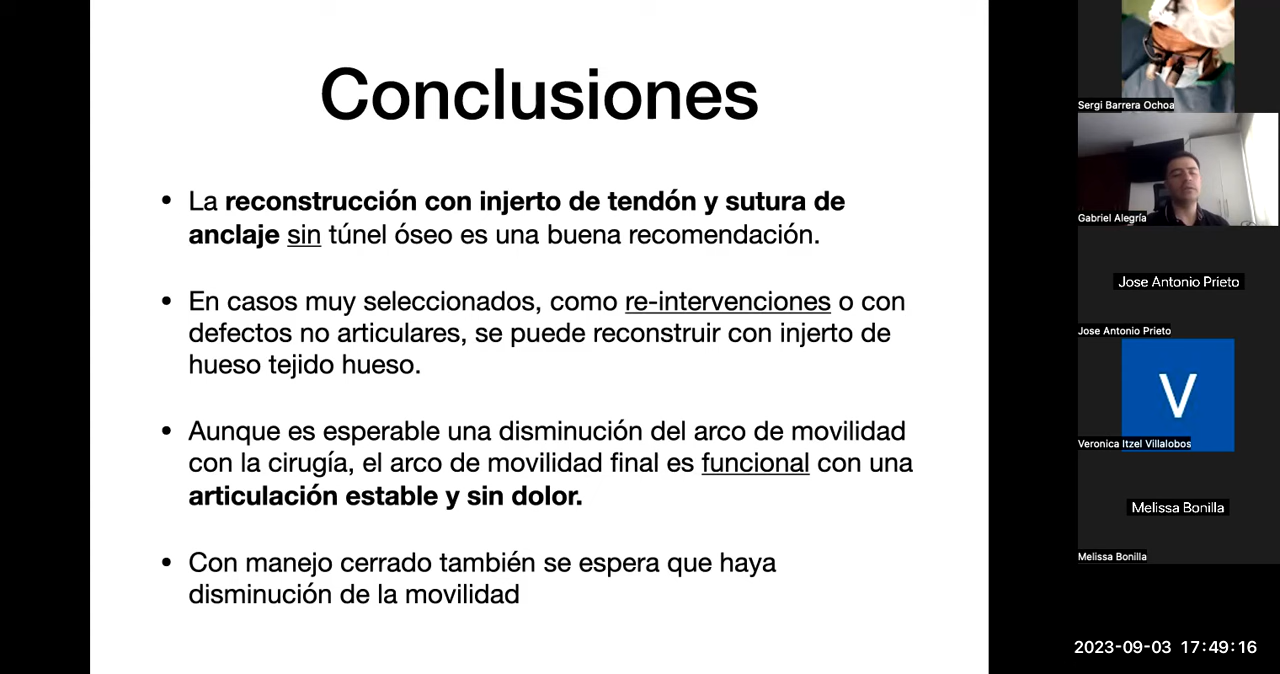 Conclusiones
• La reconstrucción con injerto de tendón y sutura de
anclaje sin túnel óseo es una buena recomendación.
• En casos muy seleccionados, como re-intervenciones o con
defectos no articulares, se puede reconstruir con injerto de
hueso tejido hueso.
• Aunque es esperable una disminución del arco de movilidad
con la cirugía, el arco de movilidad final es funcional con una
articulación estable y sin dolor.
• Con manejo cerrado también se espera que haya
disminución de la movilidad
Sergi Barrera Ochoa
Gabriel Alegría
Jose Antonio Prieto
Jose Antonio Prieto
V
Veronica Itzel Villalobos
Melissa Bonilla
Melissa Bonilla
2023-09-03 17:49:16